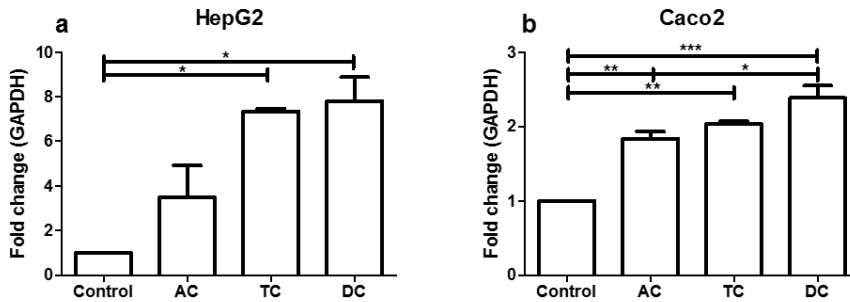 a
HepG2
Fold change (GAPDH)
10
8
6
4
2
0
*
*
Control AC TC DC
b
Caco2
Fold change (GAPDH)
3
2
1
0
***
** *
**
Control AC TC DC